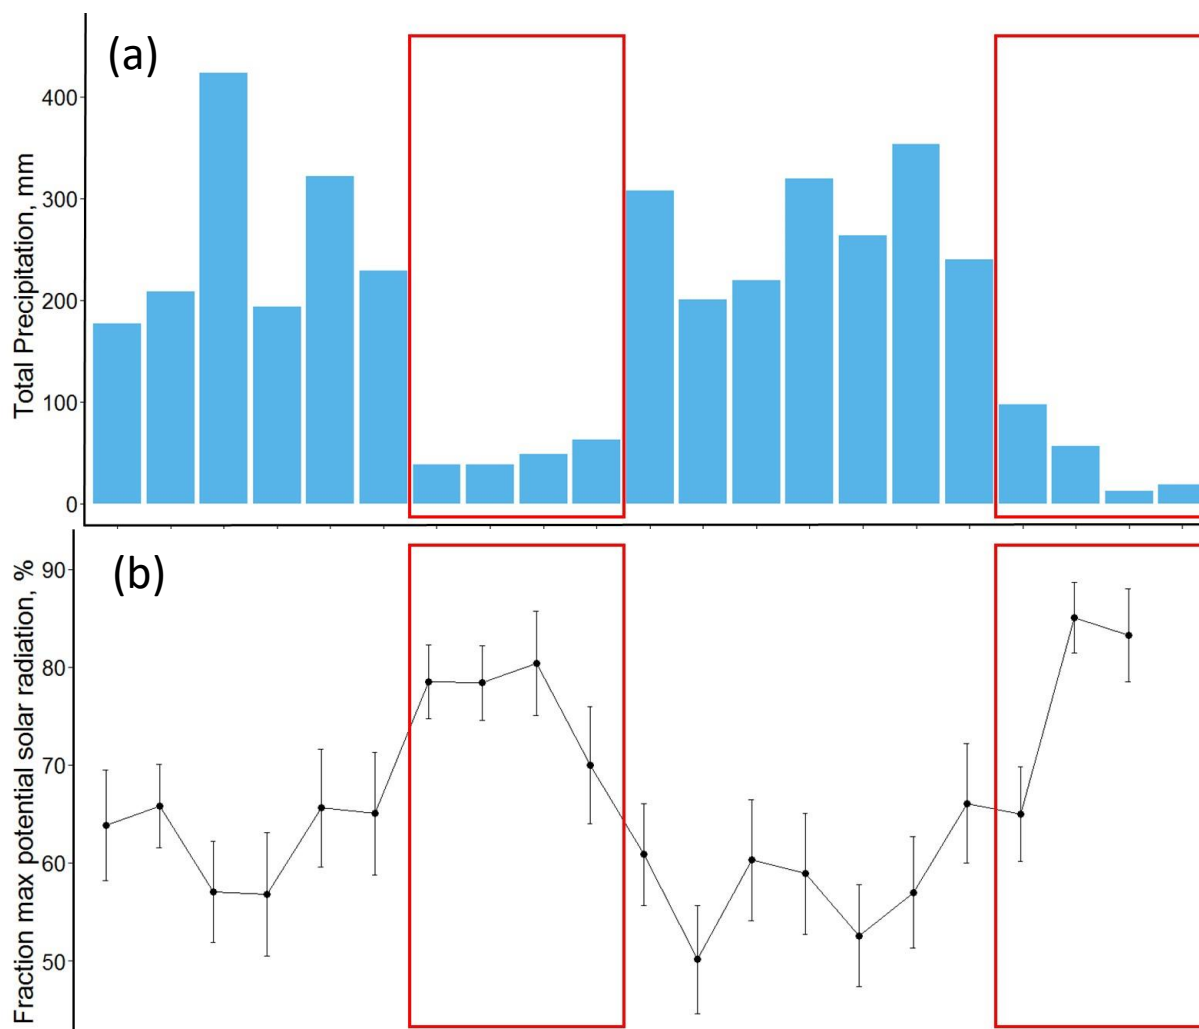 (a)
Total Precipitation, mm
400
300
200
100
0
(b)
Fraction max potential solar radiation, %
90
80
70
60
50